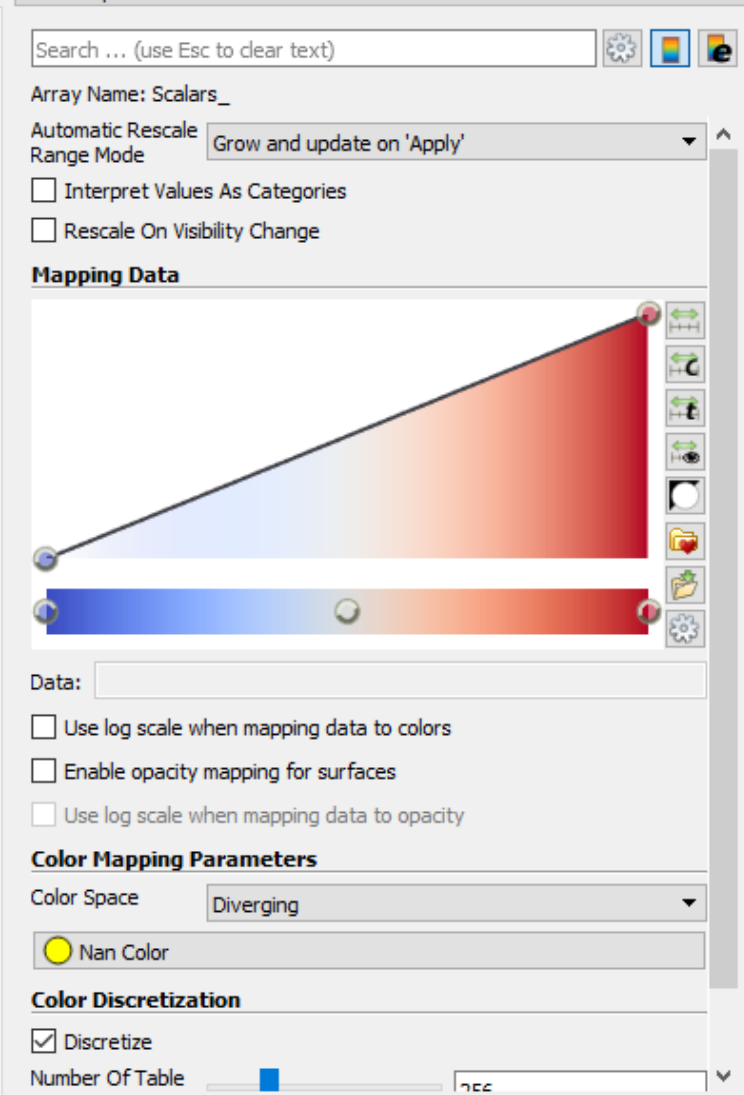 Search ... (use Esc to clear text)
Array Name: Scalars_
Automatic Rescale
Range Mode
Grow and update on 'Apply'
Interpret Values As Categories
Rescale On Visibility Change
Mapping Data
Data:
Use log scale when mapping data to colors
Enable opacity mapping for surfaces
Use log scale when mapping data to opacity
Color Mapping Parameters
Color Space
Diverging
Nan Color
Color Discretization
Discretize
Number Of Table
256